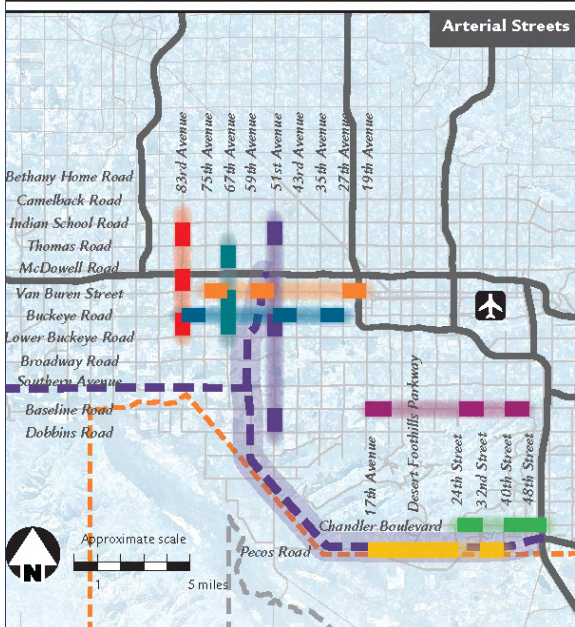 Arterial Streets
83rd Avenue
75th Avenue
67th Avenue
59th Avenue
51st Avenue
43rd Avenue
35th Avenue
27th Avenue
19th Avenue
Bethany Home Road
Camelback Road
Indian School Road
Thomas Road
McDowell Road
Van Buren Street
Buckeye Road
Lower Buckeye Road
Broadway Road
Southern Avenue
Baseline Road
Dobbins Road
17th Avenue
Desert Foothills Parkway
24th Street
32nd Street
40th Street
48th Street
Chandler Boulevard
Pecos Road
Approximate scale
1 5 miles
N